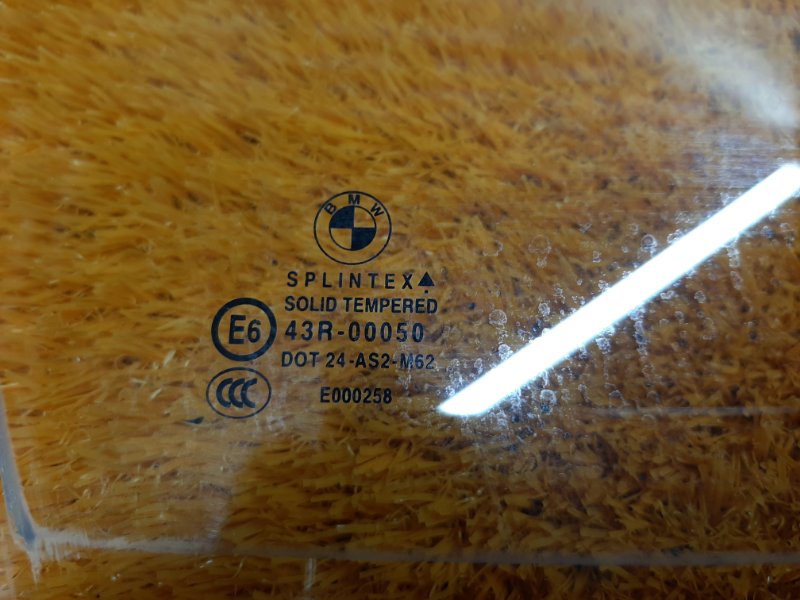 BMW
SPLINTEX
SOLID TEMPERED
E6 43R-00050
DOT 24-AS2-M62
CCC E000258